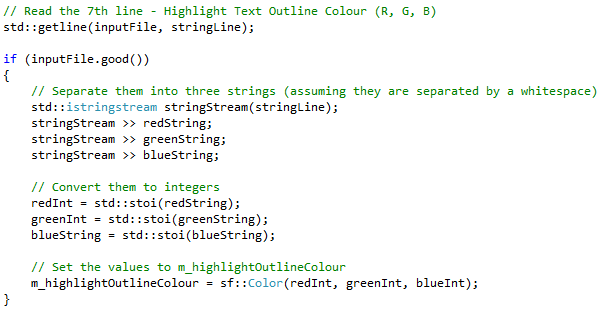 // Read the 7th line - Highlight Text Outline Colour (R, G, B)
std::getline(inputFile, stringLine);
if (inputFile.good())
{
// Separate them into three strings (assuming they are separated by a whitespace)
std::istringstream stringStream(stringLine);
stringStream >> redString;
stringStream >> greenString;
stringStream >> blueString;
// Convert them to integers
redInt = std::stoi(redString);
greenInt = std::stoi(greenString);
blueString = std::stoi(blueString);
// Set the values to m_highlightOutlineColour
m_highlightOutlineColour = sf::Color(redInt, greenInt, blueInt);
}